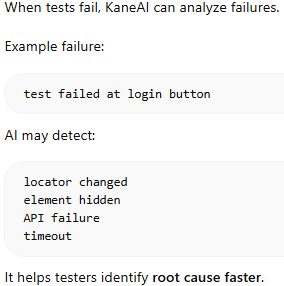 When tests fail, KaneAI can analyze failures.
Example failure:
test failed at login button
AI may detect:
locator changed
element hidden
API failure
timeout
It helps testers identify root cause faster.